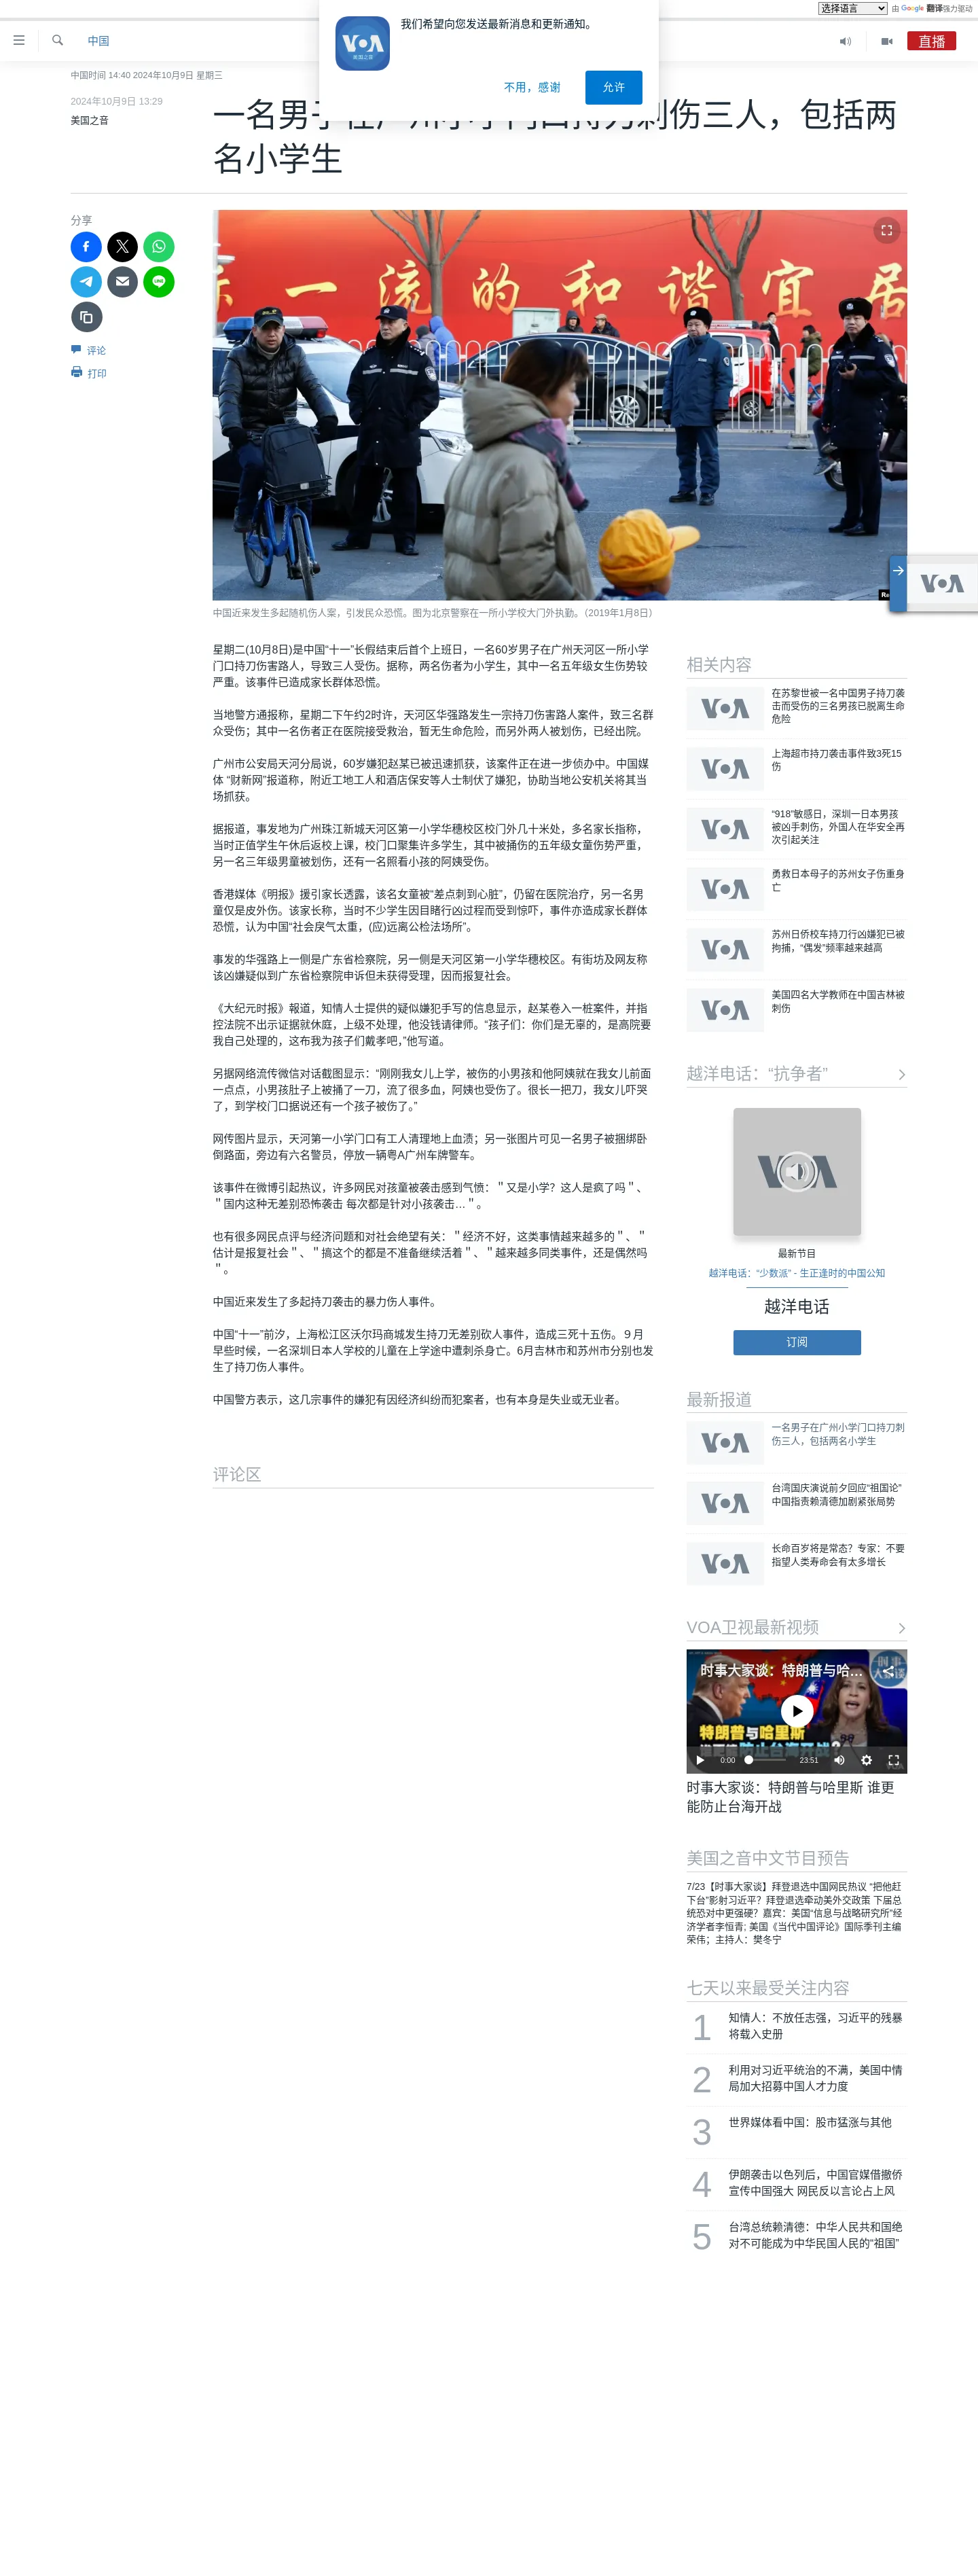 选择语言
由 Google 翻译强力驱动
我们希望向您发送最新消息和更新通知。
不用，感谢
允许
VOA
美国之音
中国
直播
中国时间 14:40 2024年10月9日 星期三
2024年10月9日 13:29
美国之音
刺伤三人，包括两
名小学生
分享
评论
打印
一流的和谐宜居
VOA
中国近来发生多起随机伤人案，引发民众恐慌。图为北京警察在一所小学校大门外执勤。（2019年1月8日）
星期二(10月8日)是中国“十一”长假结束后首个上班日，一名60岁男子在广州天河区一所小学
门口持刀伤害路人，导致三人受伤。据称，两名伤者为小学生，其中一名五年级女生伤势较
严重。该事件已造成家长群体恐慌。
当地警方通报称，星期二下午约2时许，天河区华强路发生一宗持刀伤害路人案件，致三名群
众受伤；其中一名伤者正在医院接受救治，暂无生命危险，而另外两人被划伤，已经出院。
广州市公安局天河分局说，60岁嫌犯赵某已被迅速抓获，该案件正在进一步侦办中。中国媒
体 “财新网”报道称，附近工地工人和酒店保安等人士制伏了嫌犯，协助当地公安机关将其当
场抓获。
据报道，事发地为广州珠江新城天河区第一小学华穗校区校门外几十米处，多名家长指称，
当时正值学生午休后返校上课，校门口聚集许多学生，其中被捅伤的五年级女童伤势严重，
另一名三年级男童被划伤，还有一名照看小孩的阿姨受伤。
香港媒体《明报》援引家长透露，该名女童被“差点刺到心脏”，仍留在医院治疗，另一名男
童仅是皮外伤。该家长称，当时不少学生因目睹行凶过程而受到惊吓，事件亦造成家长群体
恐慌，认为中国“社会戾气太重，(应)远离公检法场所”。
事发的华强路上一侧是广东省检察院，另一侧是天河区第一小学华穗校区。有街坊及网友称
该凶嫌疑似到广东省检察院申诉但未获得受理，因而报复社会。
《大纪元时报》報道，知情人士提供的疑似嫌犯手写的信息显示，赵某卷入一桩案件，并指
控法院不出示证据就休庭，上级不处理，他没钱请律师。“孩子们：你们是无辜的，是高院要
我自己处理的，这布我为孩子们戴孝吧，”他写道。
另据网络流传微信对话截图显示：“刚刚我女儿上学，被伤的小男孩和他阿姨就在我女儿前面
一点点，小男孩肚子上被捅了一刀，流了很多血，阿姨也受伤了。很长一把刀，我女儿吓哭
了，到学校门口据说还有一个孩子被伤了。”
网传图片显示，天河第一小学门口有工人清理地上血渍；另一张图片可见一名男子被捆绑卧
倒路面，旁边有六名警员，停放一辆粤A广州车牌警车。
该事件在微博引起热议，许多网民对孩童被袭击感到气愤：＂又是小学？这人是疯了吗＂、
＂国内这种无差别恐怖袭击 每次都是针对小孩袭击…＂。
也有很多网民点评与经济问题和对社会绝望有关：＂经济不好，这类事情越来越多的＂、＂
估计是报复社会＂、＂搞这个的都是不准备继续活着＂、＂越来越多同类事件，还是偶然吗
＂。
中国近来发生了多起持刀袭击的暴力伤人事件。
中国“十一”前汐，上海松江区沃尔玛商城发生持刀无差别砍人事件，造成三死十五伤。９月
早些时候，一名深圳日本人学校的儿童在上学途中遭刺杀身亡。6月吉林市和苏州市分别也发
生了持刀伤人事件。
中国警方表示，这几宗事件的嫌犯有因经济纠纷而犯案者，也有本身是失业或无业者。
评论区
相关内容
VOA
在苏黎世被一名中国男子持刀袭
击而受伤的三名男孩已脱离生命
危险
VOA
上海超市持刀袭击事件致3死15
伤
VOA
“918”敏感日，深圳一日本男孩
被凶手刺伤，外国人在华安全再
次引起关注
VOA
勇救日本母子的苏州女子伤重身
亡
VOA
苏州日侨校车持刀行凶嫌犯已被
拘捕，“偶发”频率越来越高
VOA
美国四名大学教师在中国吉林被
刺伤
越洋电话：“抗争者”
VOA
最新节目
越洋电话：“少数派” - 生正逢时的中国公知
越洋电话
订阅
最新报道
VOA
一名男子在广州小学门口持刀刺
伤三人，包括两名小学生
VOA
台湾国庆演说前夕回应“祖国论”
中国指责赖清德加剧紧张局势
VOA
长命百岁将是常态？专家：不要
指望人类寿命会有太多增长
VOA卫视最新视频
时事大家谈：特朗普与哈…
时事
大家谈
特朗普与哈里斯
谁更能防止台海开战？
0:00
23:51
时事大家谈：特朗普与哈里斯 谁更
能防止台海开战
美国之音中文节目预告
7/23【时事大家谈】拜登退选中国网民热议 “把他赶
下台”影射习近平？拜登退选牵动美外交政策 下届总
统恐对中更强硬？嘉宾：美国“信息与战略研究所”经
济学者李恒青; 美国《当代中国评论》国际季刊主编
荣伟；主持人：樊冬宁
七天以来最受关注内容
1
知情人：不放任志强，习近平的残暴
将载入史册
2
利用对习近平统治的不满，美国中情
局加大招募中国人才力度
3
世界媒体看中国：股市猛涨与其他
4
伊朗袭击以色列后，中国官媒借撤侨
宣传中国强大 网民反以言论占上风
5
台湾总统赖清德：中华人民共和国绝
对不可能成为中华民国人民的“祖国”